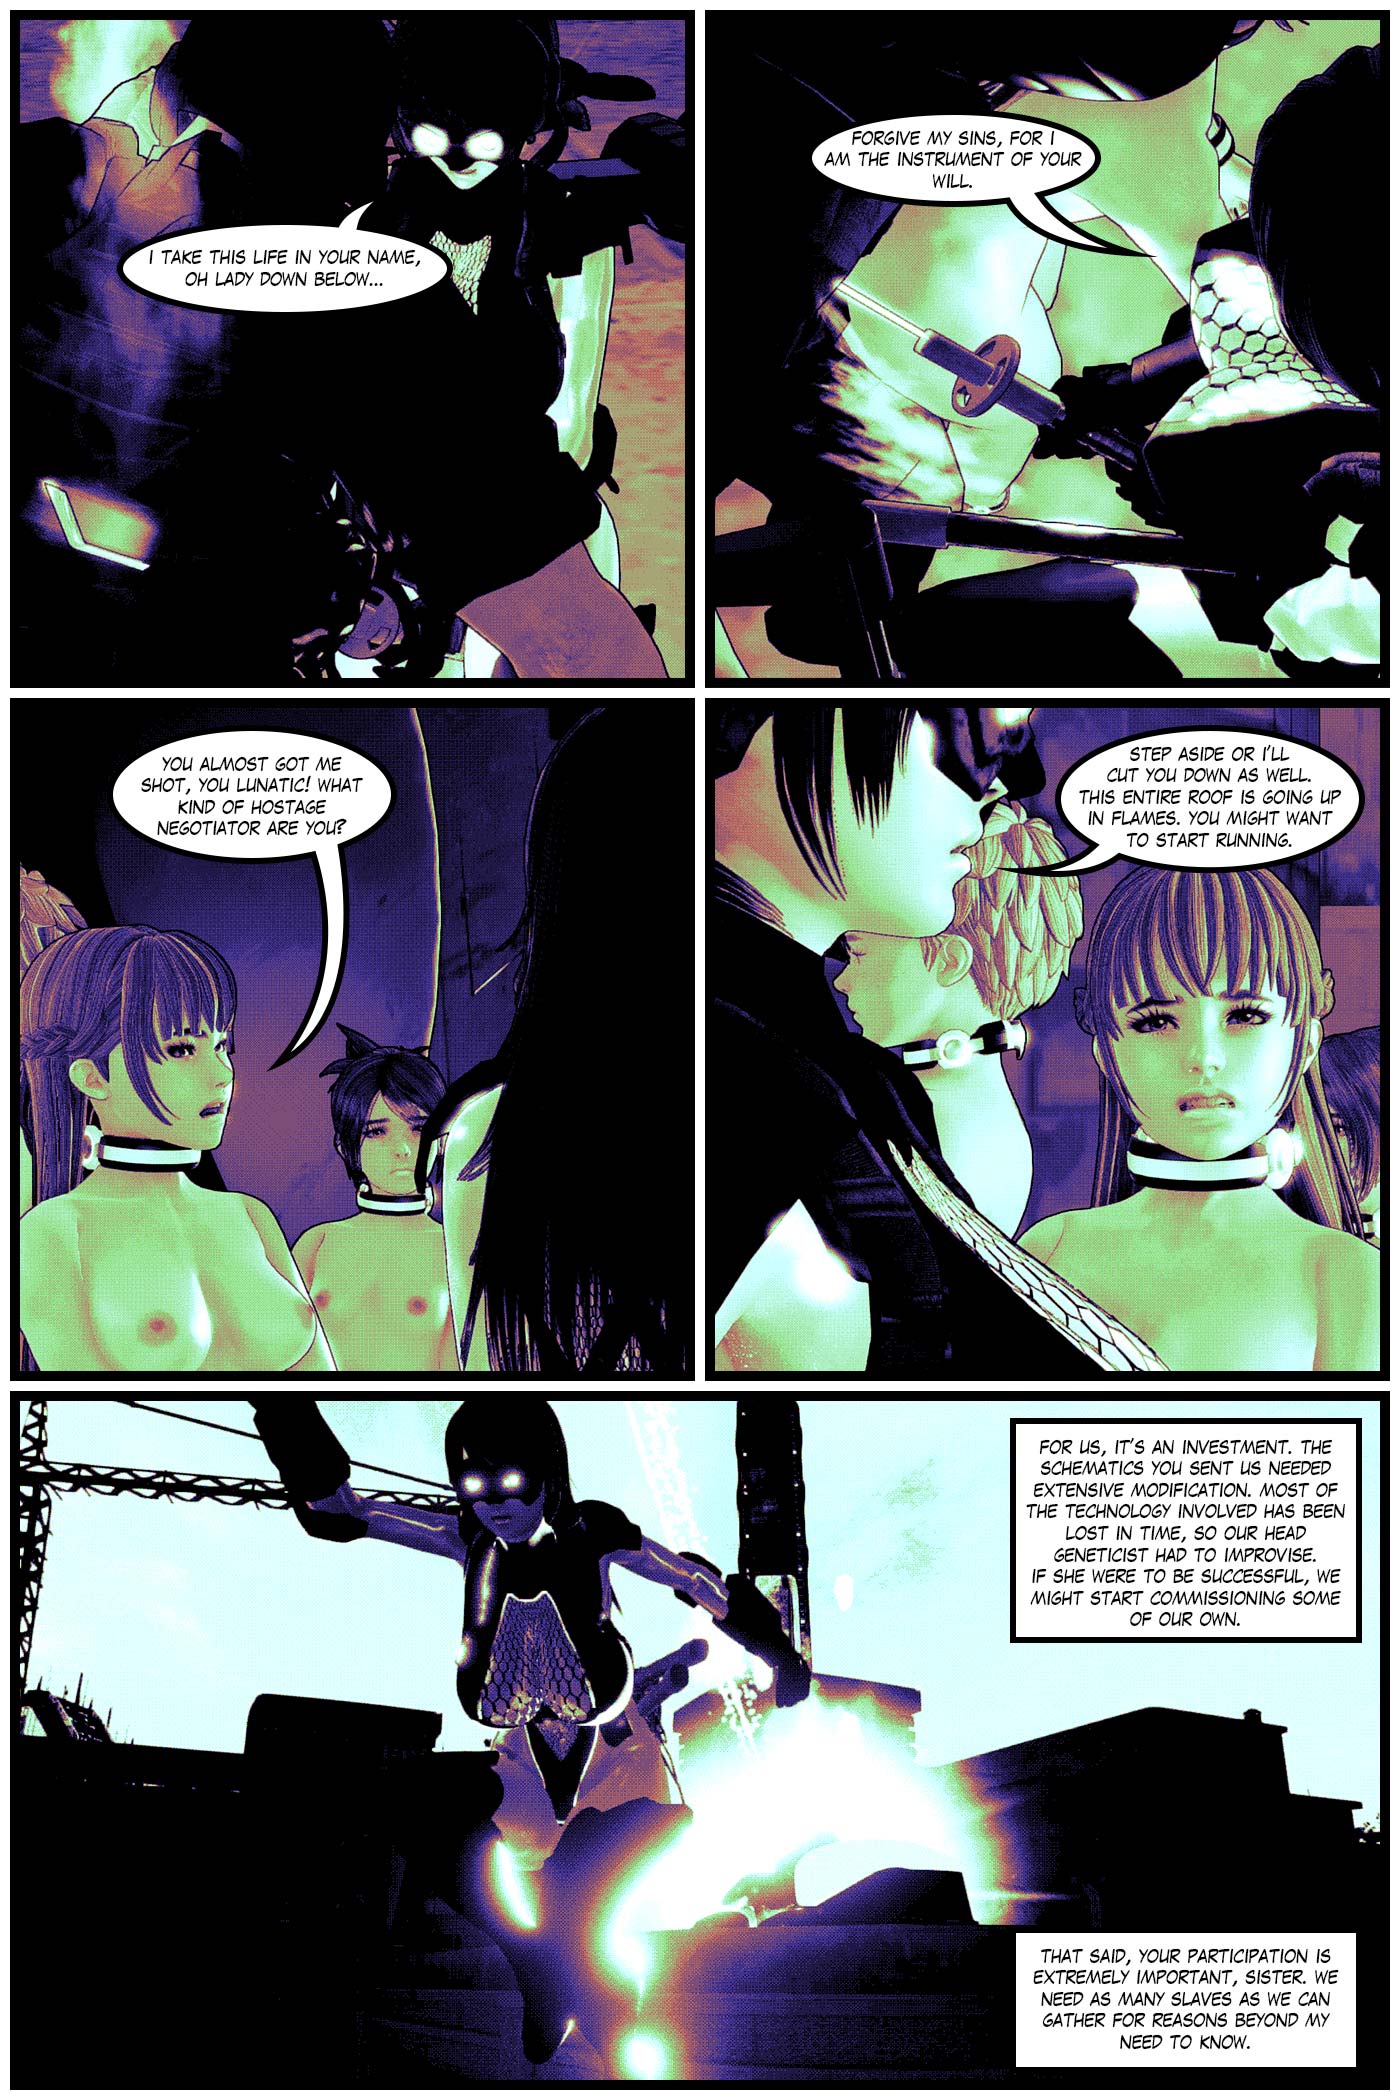 I TAKE THIS LIFE IN YOUR NAME,
OH LADY DOWN BELOW...
FORGIVE MY SINS, FOR I
AM THE INSTRUMENT OF YOUR
WILL.
YOU ALMOST GOT ME
SHOT, YOU LUNATIC! WHAT
KIND OF HOSTAGE
NEGOTIATOR ARE YOU?
STEP ASIDE OR I'LL
CUT YOU DOWN AS WELL.
THIS ENTIRE ROOF IS GOING UP
IN FLAMES. YOU MIGHT WANT
TO START RUNNING.
FOR US, IT'S AN INVESTMENT. THE
SCHEMATICS YOU SENT US NEEDED
EXTENSIVE MODIFICATION. MOST OF
THE TECHNOLOGY INVOLVED HAS BEEN
LOST IN TIME, SO OUR HEAD
GENETICIST HAD TO IMPROVISE.
IF SHE WERE TO BE SUCCESSFUL, WE
MIGHT START COMMISSIONING SOME
OF OUR OWN.
THAT SAID, YOUR PARTICIPATION IS
EXTREMELY IMPORTANT, SISTER. WE
NEED AS MANY SLAVES AS WE CAN
GATHER FOR REASONS BEYOND MY
NEED TO KNOW.